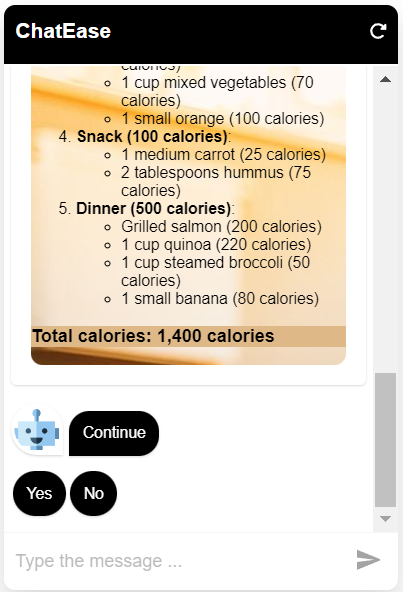 ChatEase
calories)
1 cup mixed vegetables (70
calories)
1 small orange (100 calories)
4. Snack (100 calories):
1 medium carrot (25 calories)
2 tablespoons hummus (75
calories)
5. Dinner (500 calories):
Grilled salmon (200 calories)
1 cup quinoa (220 calories)
1 cup steamed broccoli (50
calories)
1 small banana (80 calories)
Total calories: 1,400 calories
Continue
Yes No
Type the message ...